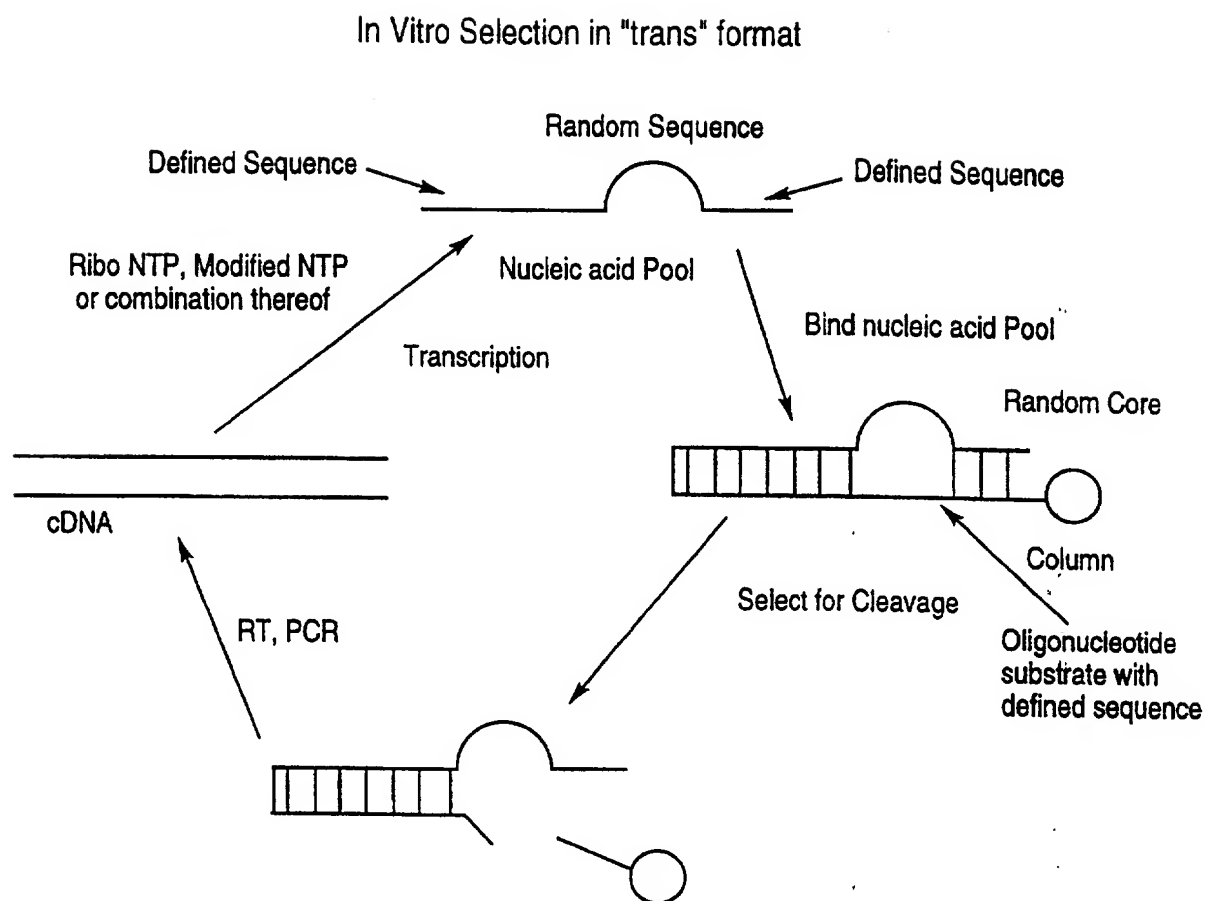 In Vitro Selection in "trans" format
Random Sequence
Defined Sequence
Defined Sequence
Ribo NTP, Modified NTP
or combination thereof
Nucleic acid Pool
Bind nucleic acid Pool
Transcription
Random Core
cDNA
Column
Select for Cleavage
RT, PCR
Oligonucleotide
substrate with
defined sequence